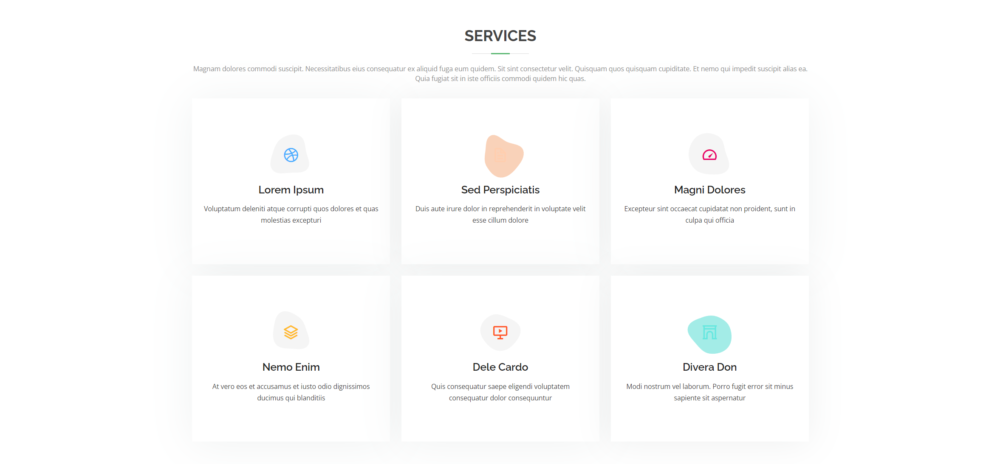 SERVICES
Magnam dolores commodi suscipit. Necessitatibus eius consequatur ex aliquid fuga eum quidem. Sit sint consectetur velit. Quisquam quos quisquam cupiditate. Et nemo qui impedit suscipit alias ea.
Quia fugiat sit in iste officiis commodi quidem hic quas.
Lorem Ipsum
Voluptatum deleniti atque corrupti quos dolores et quas
molestias excepturi
Sed Perspiciatis
Duis aute irure dolor in reprehenderit in voluptate velit
esse cillum dolore
Magni Dolores
Excepteur sint occaecat cupidatat non proident, sunt in
culpa qui officia
Nemo Enim
At vero eos et accusamus et iusto odio dignissimos
ducimus qui blanditiis
Dele Cardo
Quis consequatur saepe eligendi voluptatem
consequatur dolor consequuntur
Divera Don
Modi nostrum vel laborum. Porro fugit error sit minus
sapiente sit aspernatur